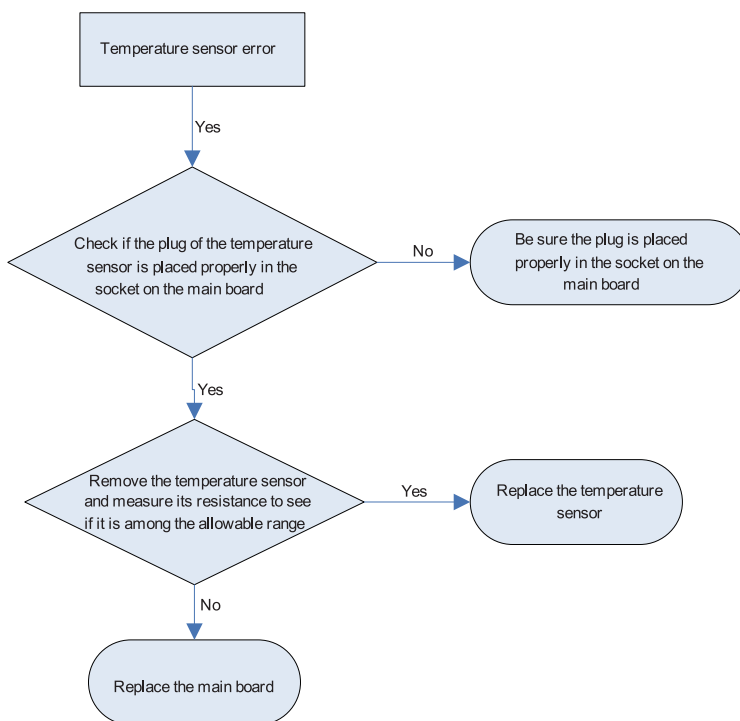 Temperature sensor error
Yes
Check if the plug of the temperature
sensor is placed properly in the
socket on the main board
No
Be sure the plug is placed
properly in the socket on the
main board
Yes
Remove the temperature sensor
and measure its resistance to see
if it is among the allowable range
Yes
Replace the temperature
sensor
No
Replace the main board